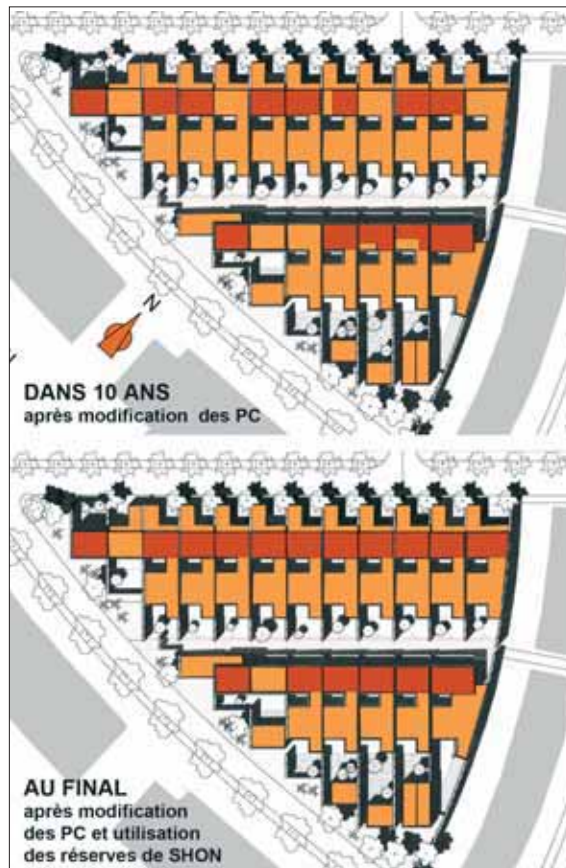 N
DANS 10 ANS
après modification des PC
AU FINAL
après modification
des PC et utilisation
des réserves de SHON